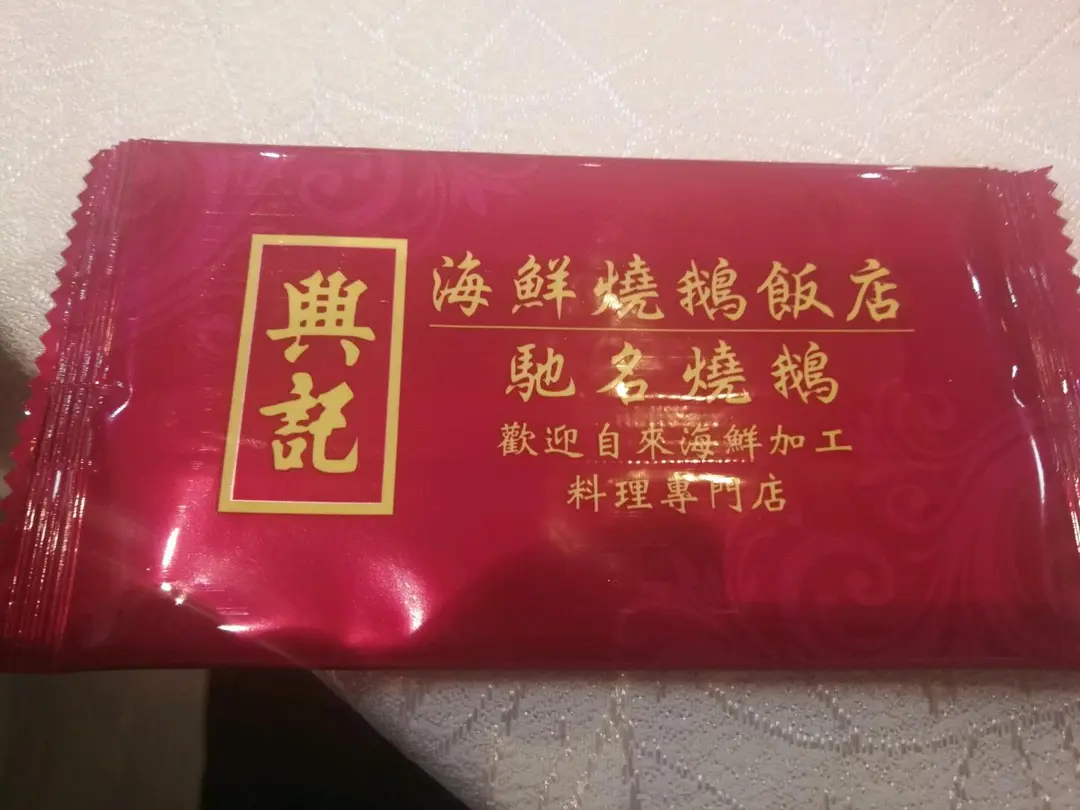 興記
海鮮燒鵝飯店
馳名燒鵝
歡迎自來海鮮加工
料理專門店